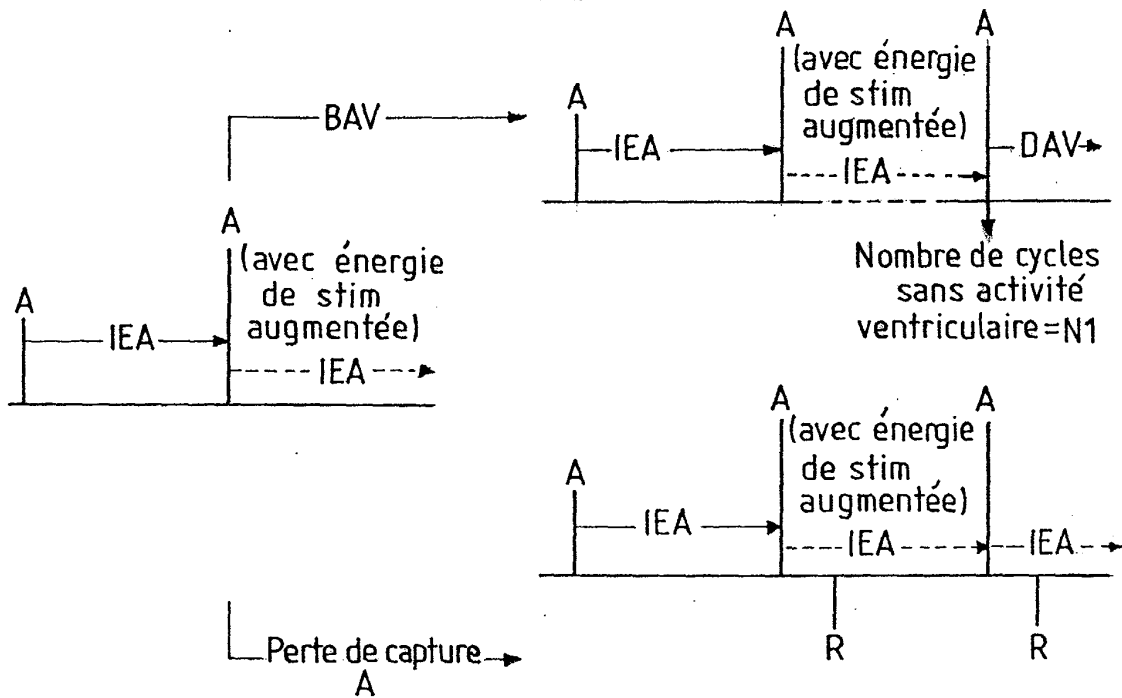 A
IEA
A
(avec énergie
de stim
augmentée)
IEA
BAV
A
IEA
A
(avec énergie
de stim
augmentée)
IEA
A
DAV
Nombre de cycles
sans activité
ventriculaire=N1
Perte de capture
A
A
IEA
A
(avec énergie
de stim
augmentée)
IEA
A
IEA
R
R